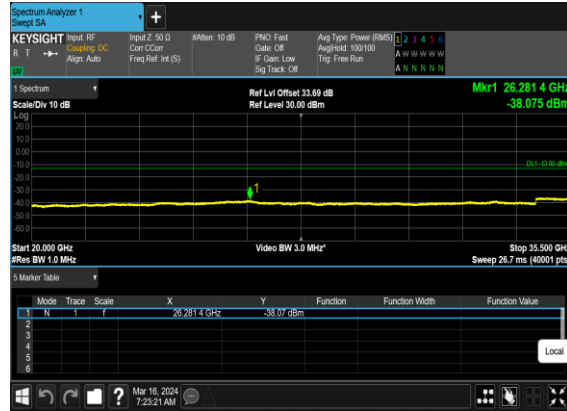 Spectrum Analyzer 1
Swept SA
KEYSIGHT Input: RF Input Z: 50 Ω #Atten: 10 dB PNO: Fast Avg Type: Power (RMS) 1 2 3 4 5 6
R T Coupling: DC Corr CCorr Gate: Off Avg|Hold: 100/100 A W W W W W
Align: Auto Freq Ref: Int (S) IF Gain: Low Trig: Free Run
Sig Track: Off A N N N N N
1 Spectrum Ref Lvl Offset 33.69 dB Mkr1 26.281 4 GHz
Scale/Div 10 dB Ref Level 30.00 dBm -38.075 dBm
Log
20.0
10.0
0.00
-10.0 DL1 -13.00 dBm
-20.0
-30.0 1
-40.0
-50.0
-60.0
Start 20.000 GHz Video BW 3.0 MHz* Stop 35.500 GHz
#Res BW 1.0 MHz Sweep 26.7 ms (40001 pts)
5 Marker Table
Mode Trace Scale X Y Function Function Width Function Value
1 N 1 f 26.281 4 GHz -38.07 dBm
2
3
4
5
6
Local
? Mar 16, 2024
7:23:21 AM